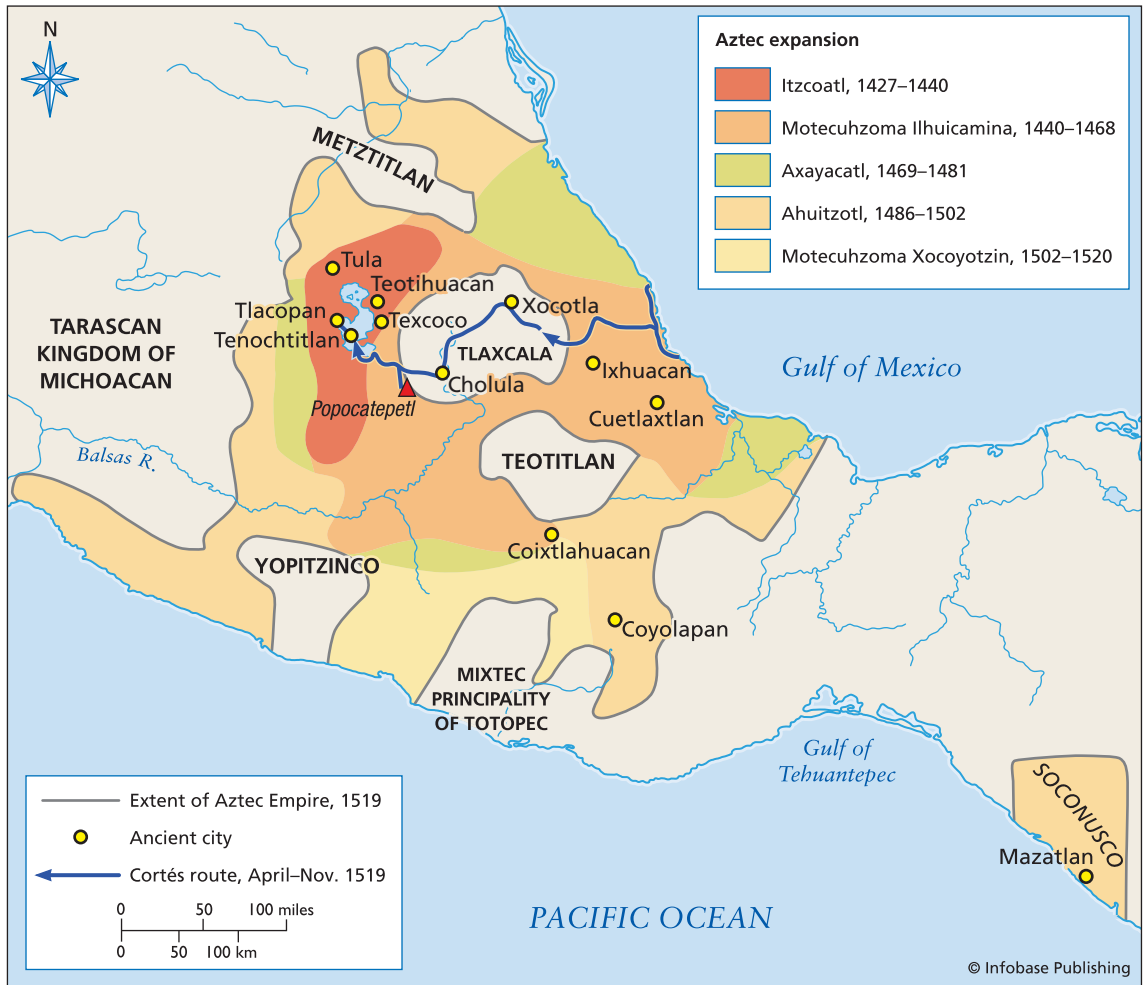 N
Aztec expansion
Itzcoatl, 1427–1440
Motecuhzoma Ilhuicamina, 1440–1468
Axayacatl, 1469–1481
Ahuitzotl, 1486–1502
Motecuhzoma Xocoyotzin, 1502–1520
METZTITLAN
Tula
Teotihuacan
Tlacopan
Texcoco
Xocotla
Tenochtitlan
TARASCAN
KINGDOM OF
MICHOACAN
TLAXCALA
Ixhuacan
Gulf of Mexico
Cholula
Popocatepetl
Cuetlaxtlan
Balsas R.
TEOTITLAN
Coixtlahuacan
YOPITZINCO
Coyolapan
MIXTEC
PRINCIPALITY
OF TOTOPEC
Gulf of
Tehuantepec
SOCONUSCO
Mazatlan
Extent of Aztec Empire, 1519
Ancient city
Cortés route, April–Nov. 1519
0 50 100 miles
0 50 100 km
PACIFIC OCEAN
© Infobase Publishing